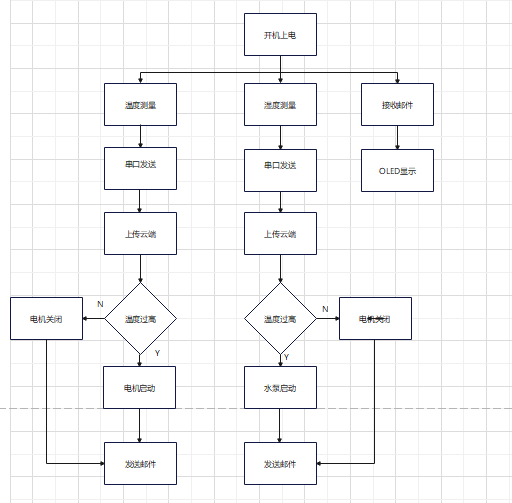 开机上电
温度测量
湿度测量
接收邮件
串口发送
串口发送
OLED显示
上传云端
上传云端
N
温度过高
电机关闭
Y
温度过高
N
电机关闭
Y
电机启动
水泵启动
发送邮件
发送邮件